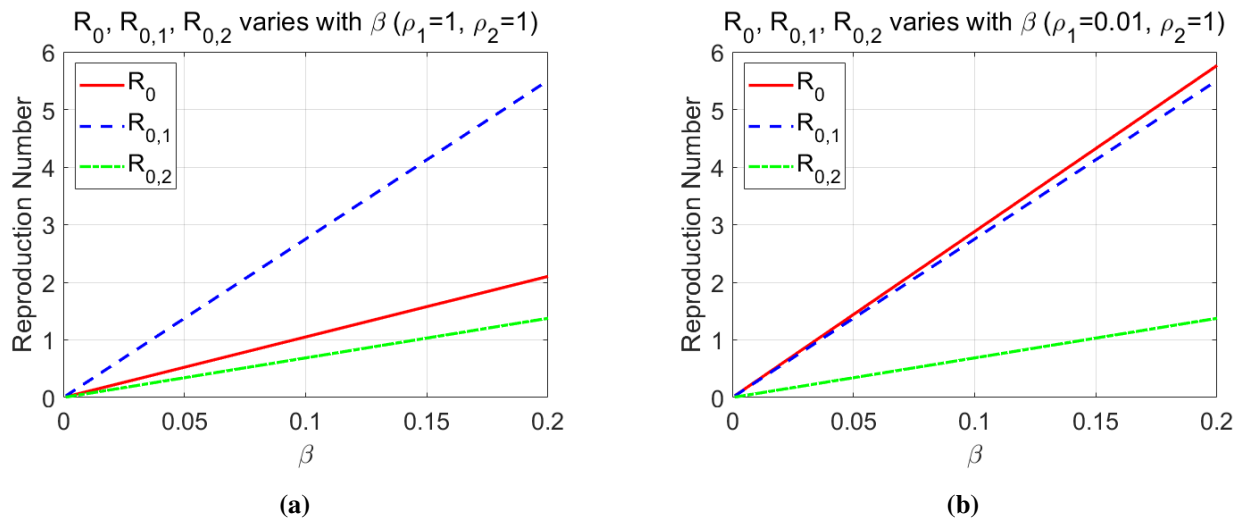 R0, R0,1, R0,2 varies with β (ρ1=1, ρ2=1)
6
5
4
3
2
1
0
Reproduction Number
R0
R0,1
R0,2
0 0.05 0.1 0.15 0.2
β
(a)
R0, R0,1, R0,2 varies with β (ρ1=0.01, ρ2=1)
6
5
4
3
2
1
0
Reproduction Number
R0
R0,1
R0,2
0 0.05 0.1 0.15 0.2
β
(b)